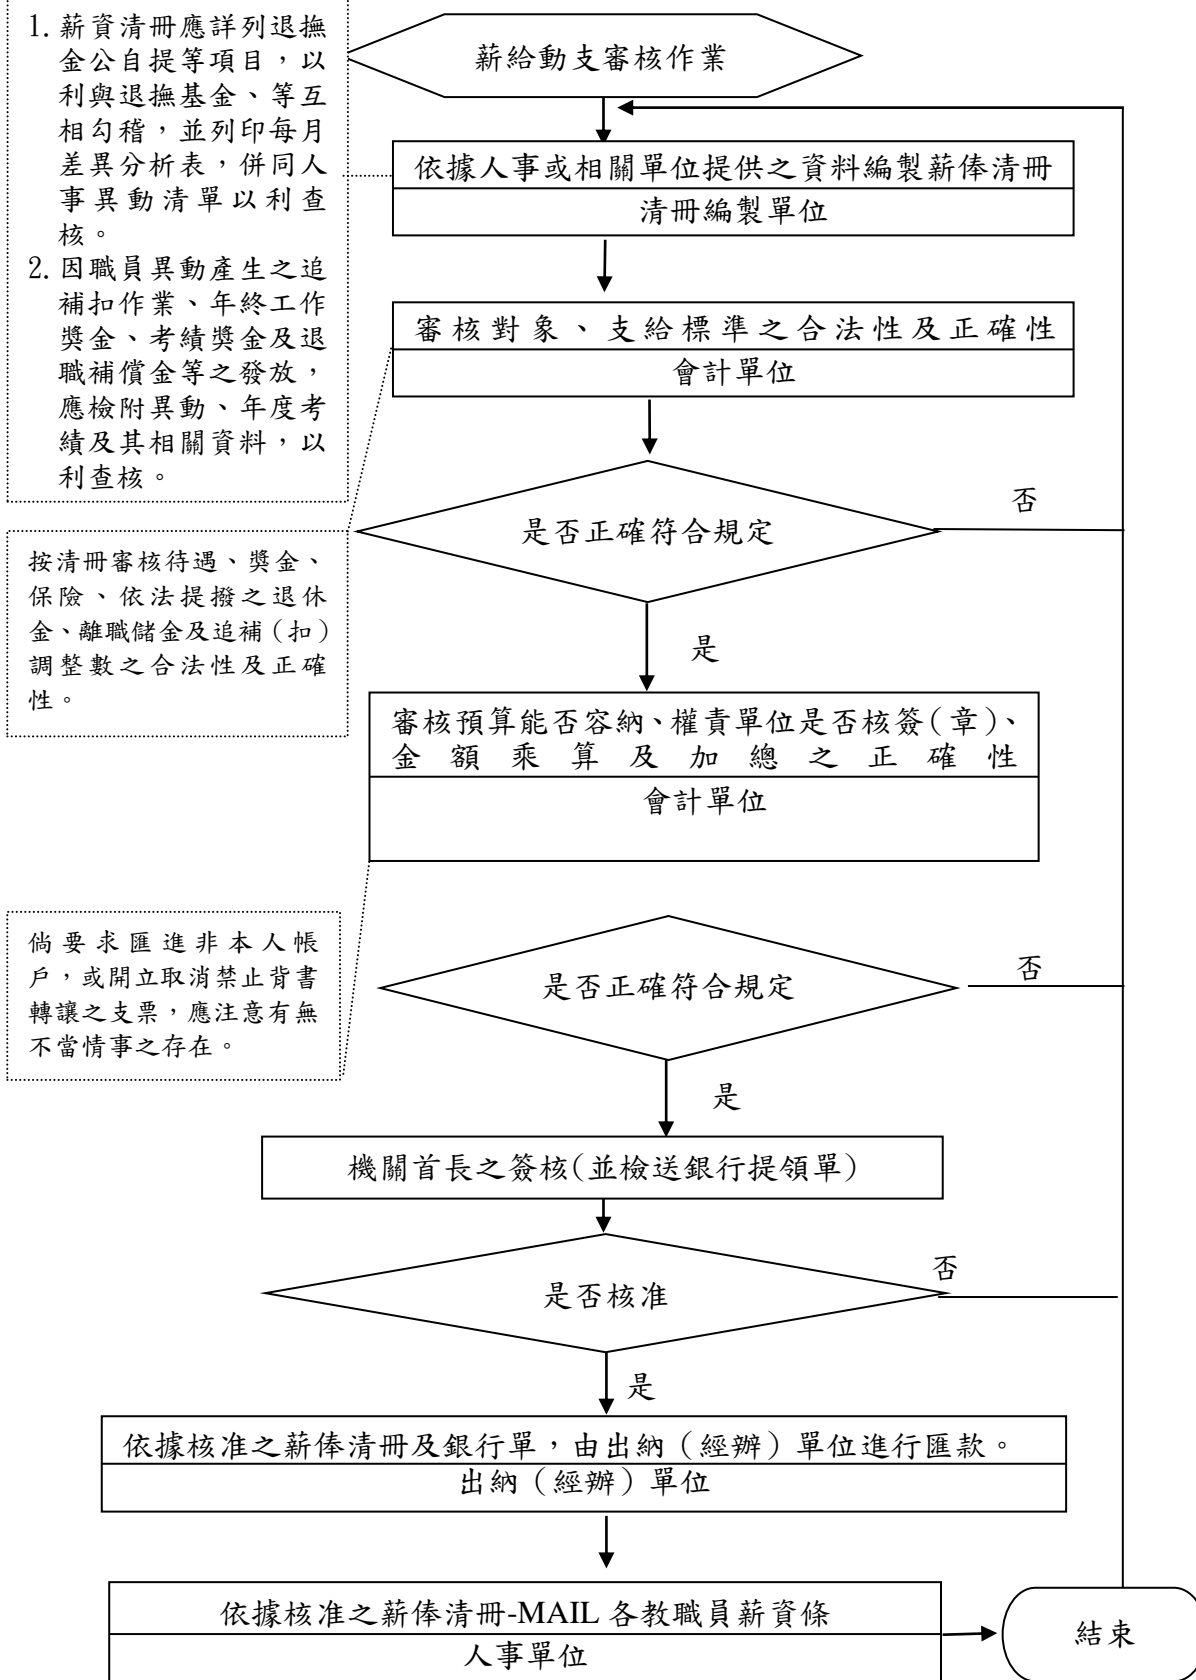 1. 薪資清冊應詳列退撫
金公自提等項目，以
利與退撫基金、等互
相勾稽，並列印每月
差異分析表，併同人
事異動清單以利查
核。
2. 因職員異動產生之追
補扣作業、年終工作
獎金、考績獎金及退
職補償金等之發放，
應檢附異動、年度考
績及其相關資料，以
利查核。
薪給動支審核作業
依據人事或相關單位提供之資料編製薪俸清冊
清冊編製單位
審核對象、支給標準之合法性及正確性
會計單位
是否正確符合規定
否
按清冊審核待遇、獎金、
保險、依法提撥之退休
金、離職儲金及追補（扣）
調整數之合法性及正確
性。
是
審核預算能否容納、權責單位是否核簽（章）、
金額乘算及加總之正確性
會計單位
倘要求匯進非本人帳
戶，或開立取消禁止背書
轉讓之支票，應注意有無
不當情事之存在。
是否正確符合規定
否
是
機關首長之簽核(並檢送銀行提領單)
是否核准
否
是
依據核准之薪俸清冊及銀行單，由出納（經辦）單位進行匯款。
出納（經辦）單位
依據核准之薪俸清冊-MAIL 各教職員薪資條
人事單位
結束